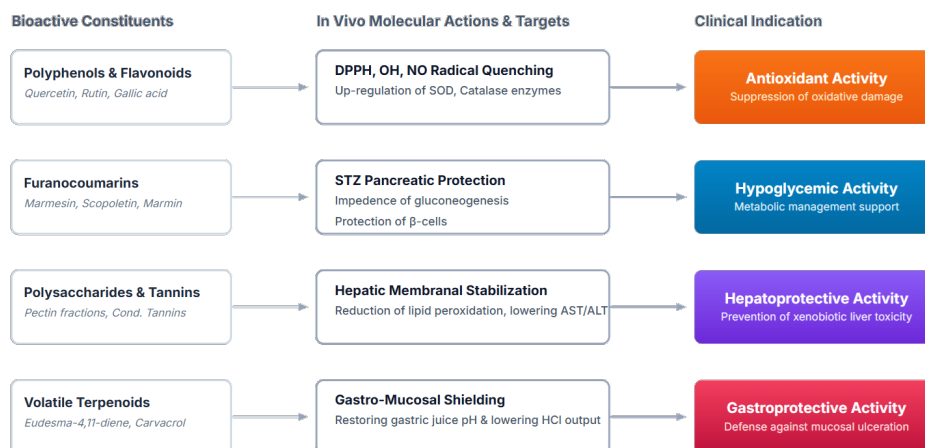 Bioactive Constituents
In Vivo Molecular Actions & Targets
Clinical Indication
Polyphenols & Flavonoids
Quercetin, Rutin, Gallic acid
DPPH, OH, NO Radical Quenching
Up-regulation of SOD, Catalase enzymes
Antioxidant Activity
Suppression of oxidative damage
Furanocoumarins
Marmesin, Scopoletin, Marmin
STZ Pancreatic Protection
Impedence of gluconeogenesis
Protection of β-cells
Hypoglycemic Activity
Metabolic management support
Polysaccharides & Tannins
Pectin fractions, Cond. Tannins
Hepatic Membranal Stabilization
Reduction of lipid peroxidation, lowering AST/ALT
Hepatoprotective Activity
Prevention of xenobiotic liver toxicity
Volatile Terpenoids
Eudesma-4,11-diene, Carvacrol
Gastro-Mucosal Shielding
Restoring gastric juice pH & lowering HCl output
Gastroprotective Activity
Defense against mucosal ulceration